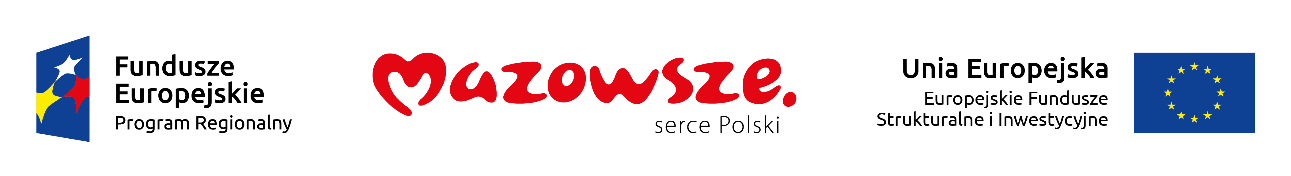 Fundusze
Europejskie
Program Regionalny
Mazowsze.
serce Polski
Unia Europejska
Europejskie Fundusze
Strukturalne i Inwestycyjne